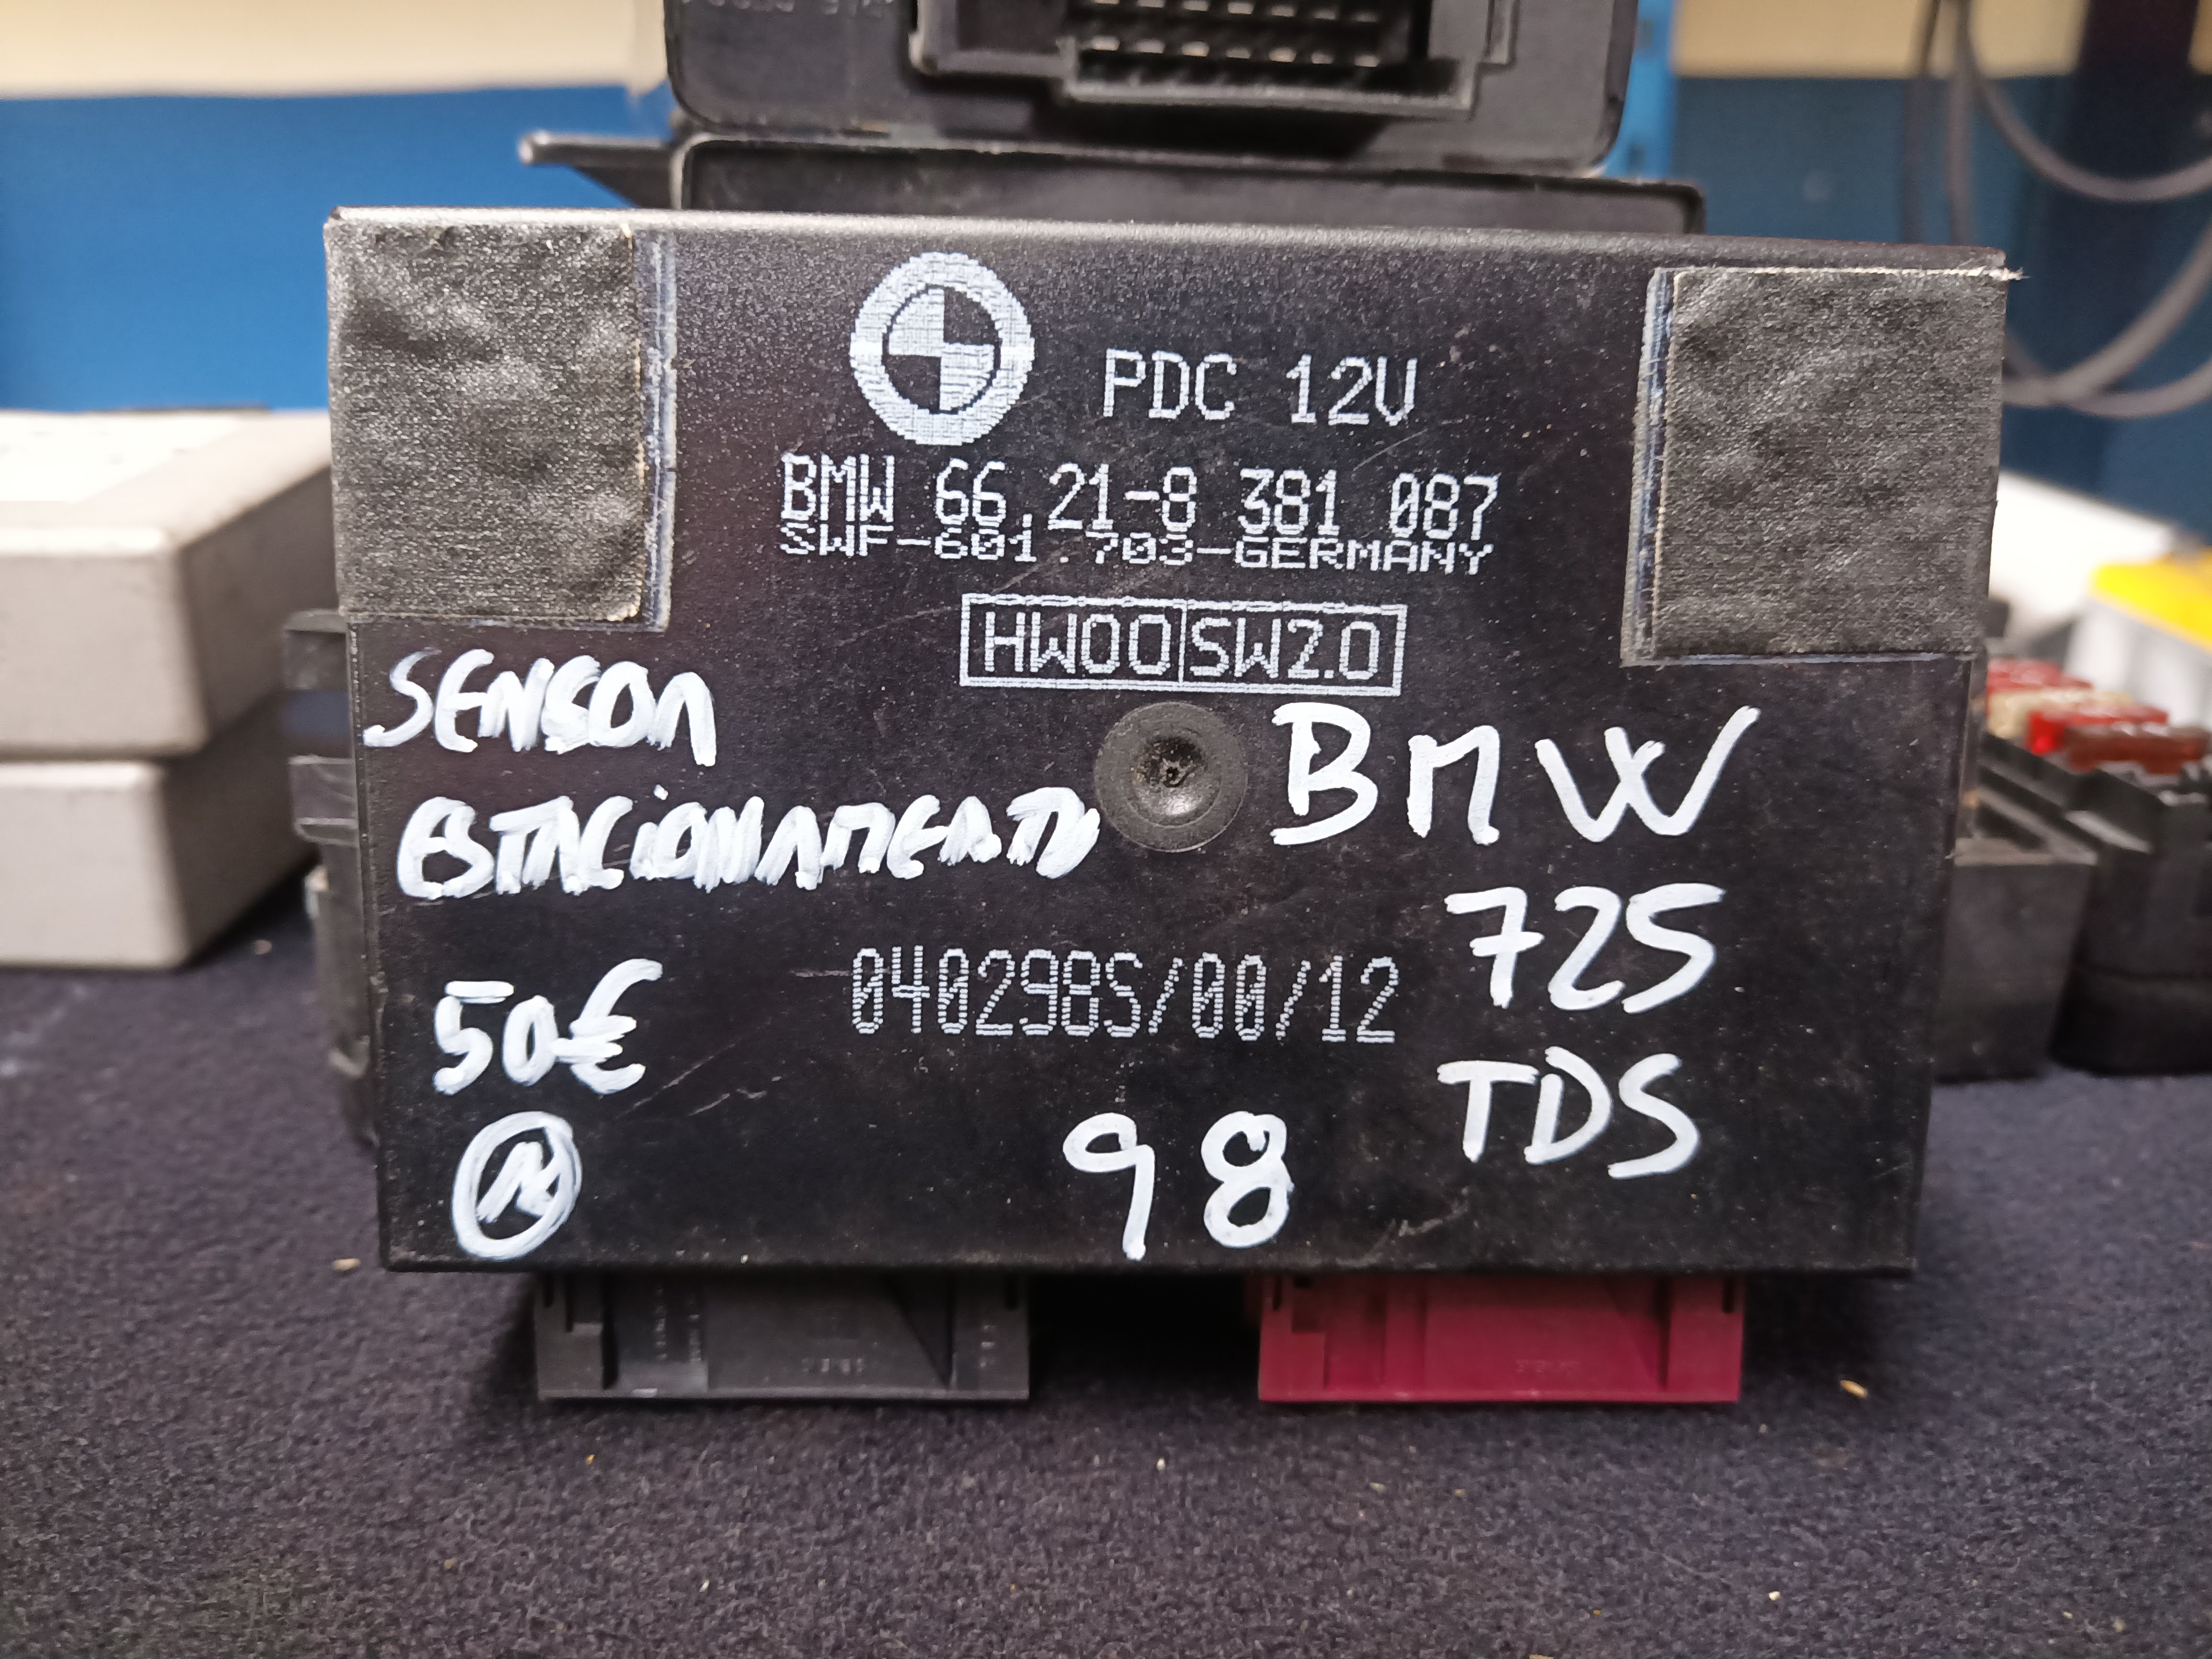 PDC 12V
BMW 66 21-8 381 087
SWF-601.703-GERMANY
HW00 SW2.0
SENSOR
ESTACIONAMENTO
BMW
725
TDS
50€
040298S/00/12
98